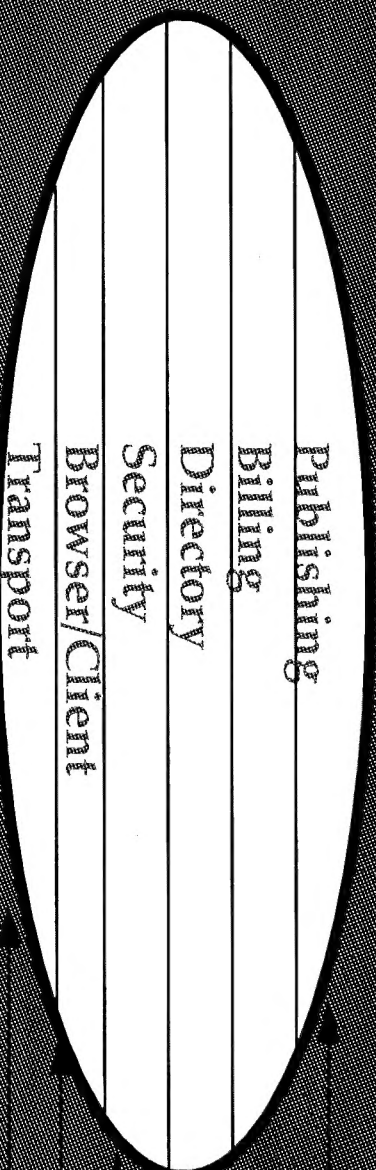 Publishing
Billing
Directory
Security
Browser/Client
Transport